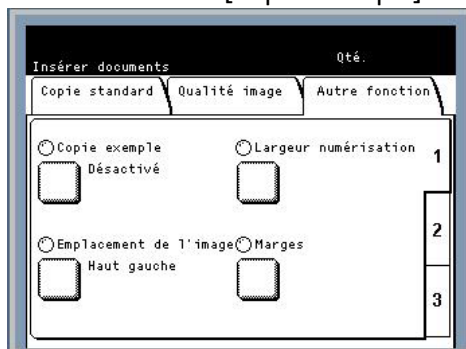 Qté.
Insérer documents
Copie standard Qualité image Autre fonction
Copie exemple Largeur numérisation 1
Désactivé
2
Emplacement de l'image Marges
Haut gauche
3